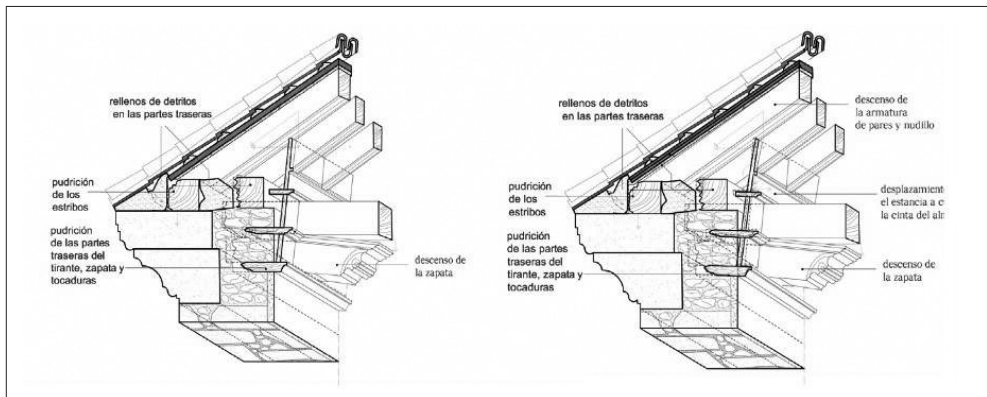 rellenos de detritos
en las partes traseras
pudrición
de los
estribos
pudrición
de las partes
traseras del
tirante, zapata y
tocaduras
descenso de
la zapata
rellenos de detritos
en las partes traseras
descenso de
la armatura
de pares y nudillo
pudrición
de los
estribos
desplazamient
el estancia a c
la cinta del alr
pudrición
de las partes
traseras del
tirante, zapata y
tocaduras
descenso de
la zapata